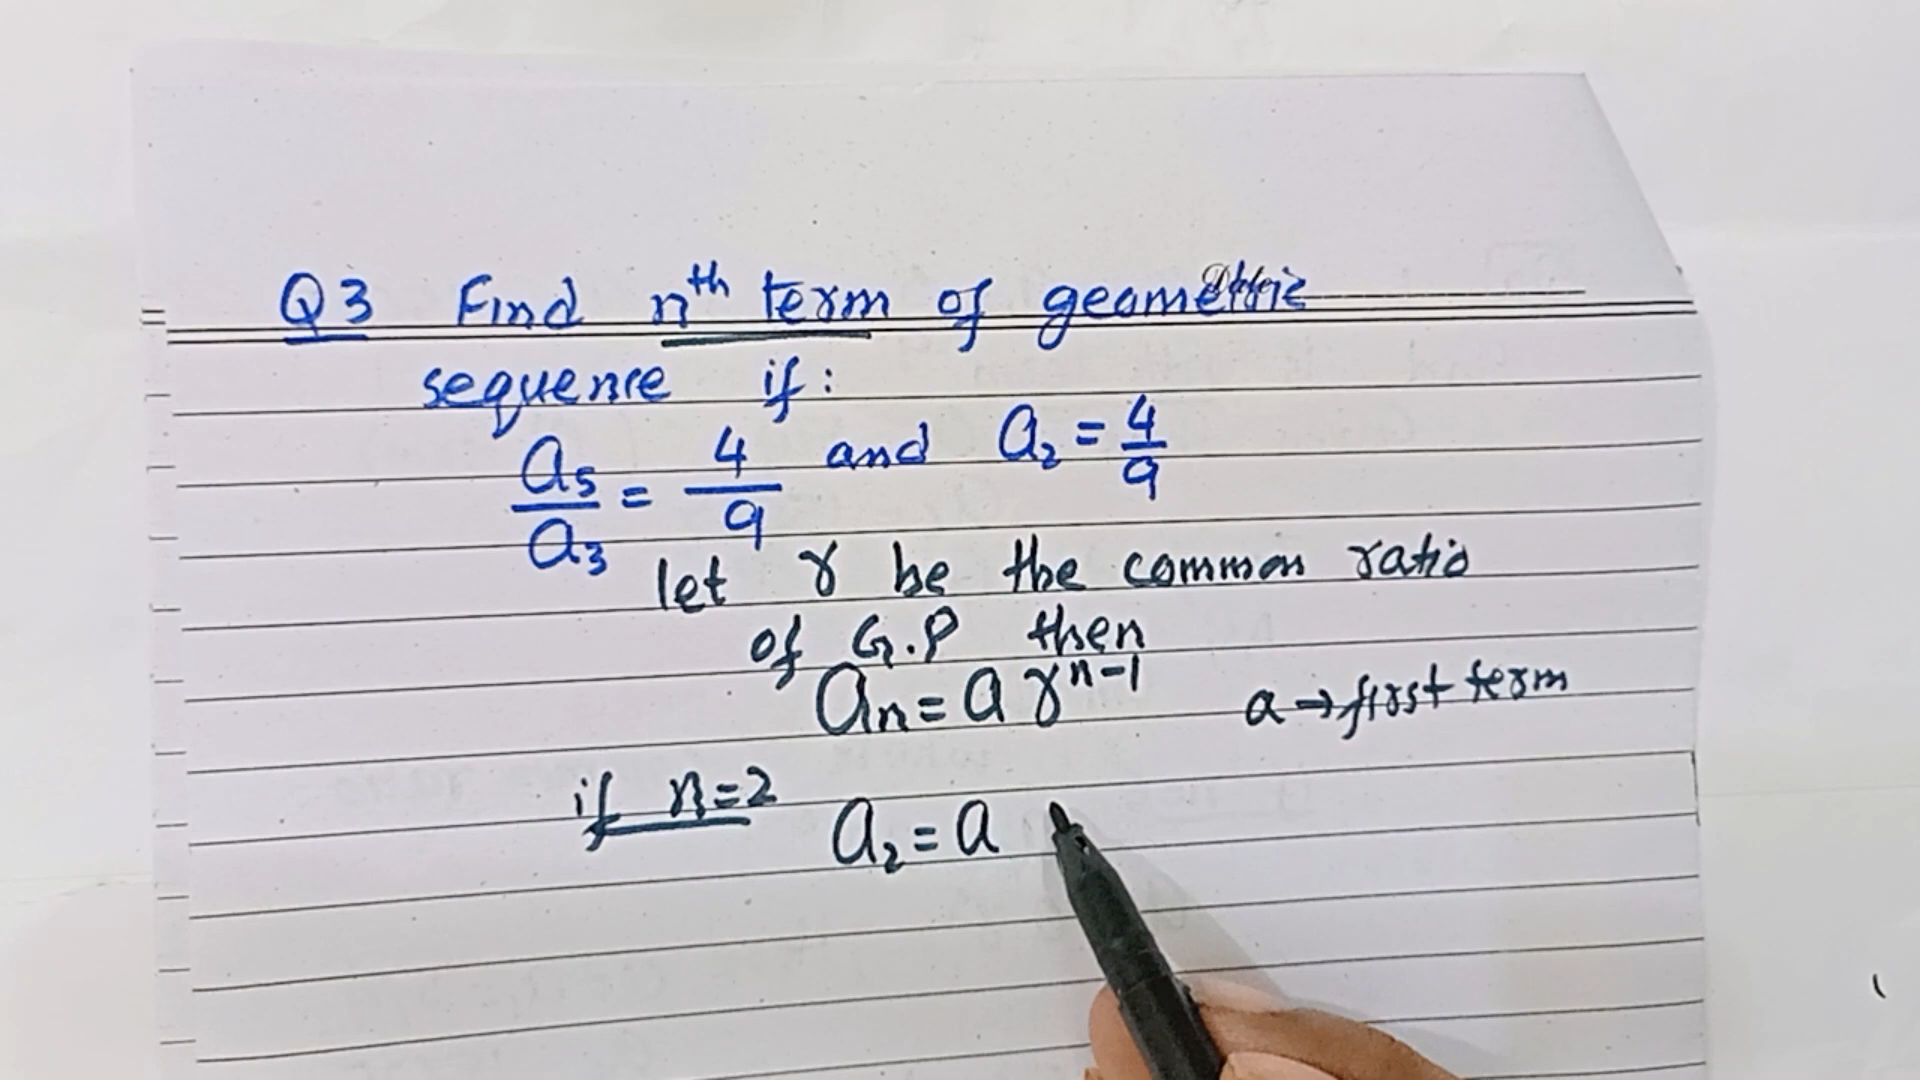 Q3 Find nth term of geometric
sequence if:
a₅/a₃ = 4/9 and a₂ = 4/9
let r be the common ratio
of G.P then
aₙ = a rⁿ⁻¹ a → first term
if n=2 a₂ = a